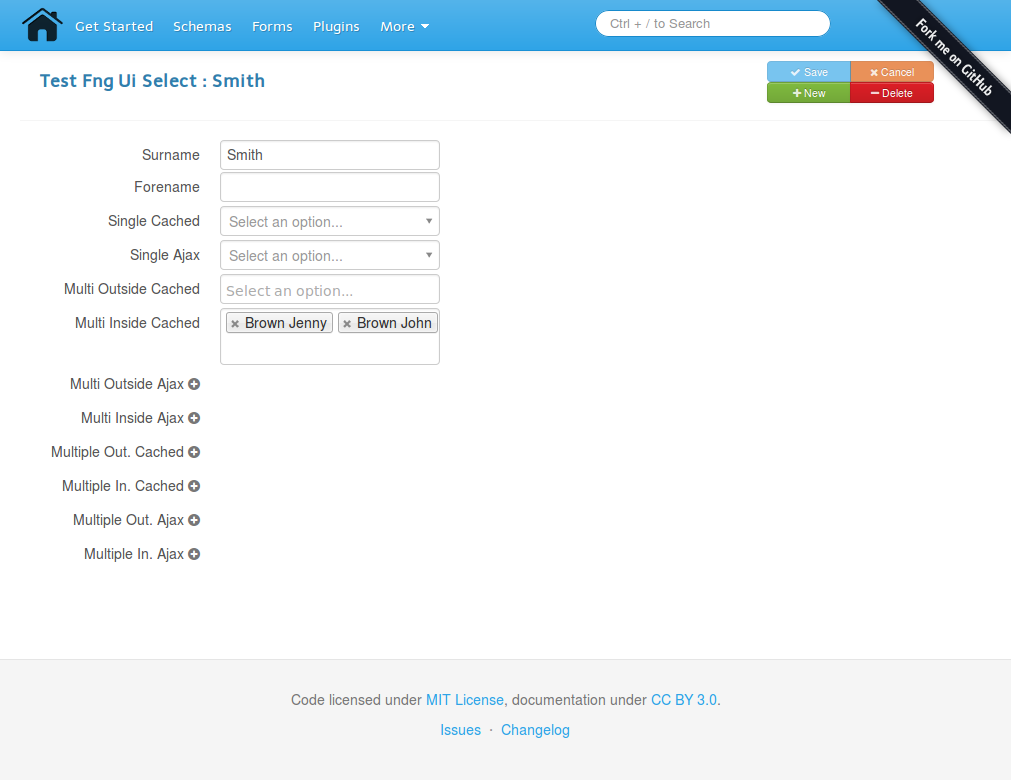 Get Started Schemas Forms Plugins More Ctrl + / to Search
Fork me on GitHub
Test Fng Ui Select : Smith
Save Cancel
New Delete
Surname Smith
Forename
Single Cached Select an option...
Single Ajax Select an option...
Multi Outside Cached Select an option...
Multi Inside Cached × Brown Jenny × Brown John
Multi Outside Ajax
Multi Inside Ajax
Multiple Out. Cached
Multiple In. Cached
Multiple Out. Ajax
Multiple In. Ajax
Code licensed under MIT License, documentation under CC BY 3.0.
Issues · Changelog